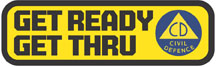 GET READY
GET THRU
CD
CIVIL
DEFENCE